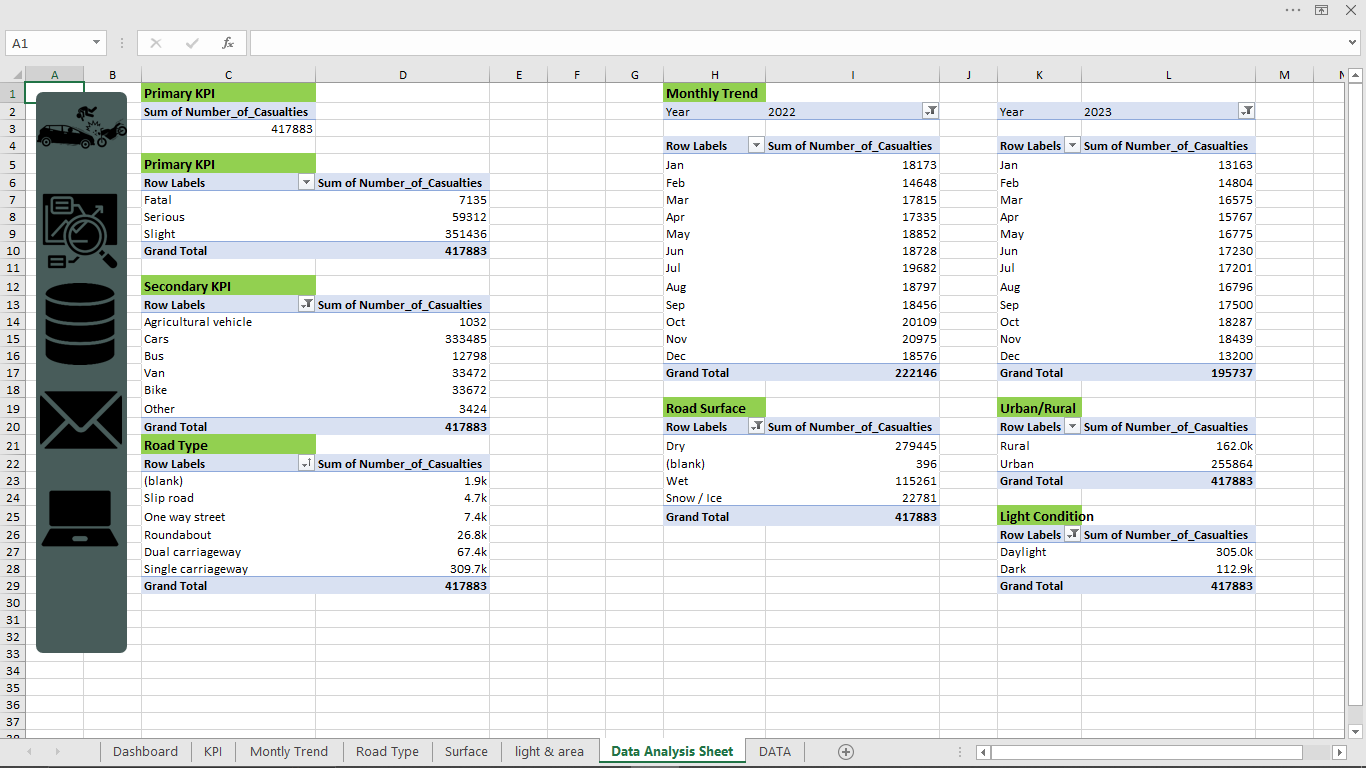 A1
fx
A B C D E F G H I J K L M N
1 Primary KPI Monthly Trend
2 Sum of Number_of_Casualties Year 2022 Year 2023
3 417883
4 Row Labels Sum of Number_of_Casualties Row Labels Sum of Number_of_Casualties
5 Primary KPI Jan 18173 Jan 13163
6 Row Labels Sum of Number_of_Casualties Feb 14648 Feb 14804
7 Fatal 7135 Mar 17815 Mar 16575
8 Serious 59312 Apr 17335 Apr 15767
9 Slight 351436 May 18852 May 16775
10 Grand Total 417883 Jun 18728 Jun 17230
11 Jul 19682 Jul 17201
12 Secondary KPI Aug 18797 Aug 16796
13 Row Labels Sum of Number_of_Casualties Sep 18456 Sep 17500
14 Agricultural vehicle 1032 Oct 20109 Oct 18287
15 Cars 333485 Nov 20975 Nov 18439
16 Bus 12798 Dec 18576 Dec 13200
17 Van 33472 Grand Total 222146 Grand Total 195737
18 Bike 33672
19 Other 3424 Road Surface Urban/Rural
20 Grand Total 417883 Row Labels Sum of Number_of_Casualties Row Labels Sum of Number_of_Casualties
21 Road Type Dry 279445 Rural 162.0k
22 Row Labels Sum of Number_of_Casualties (blank) 396 Urban 255864
23 (blank) 1.9k Wet 115261 Grand Total 417883
24 Slip road 4.7k Snow / Ice 22781
25 One way street 7.4k Grand Total 417883 Light Condition
26 Roundabout 26.8k Row Labels Sum of Number_of_Casualties
27 Dual carriageway 67.4k Daylight 305.0k
28 Single carriageway 309.7k Dark 112.9k
29 Grand Total 417883 Grand Total 417883
30
31
32
33
34
35
36
37
38
Dashboard KPI Montly Trend Road Type Surface light & area Data Analysis Sheet DATA